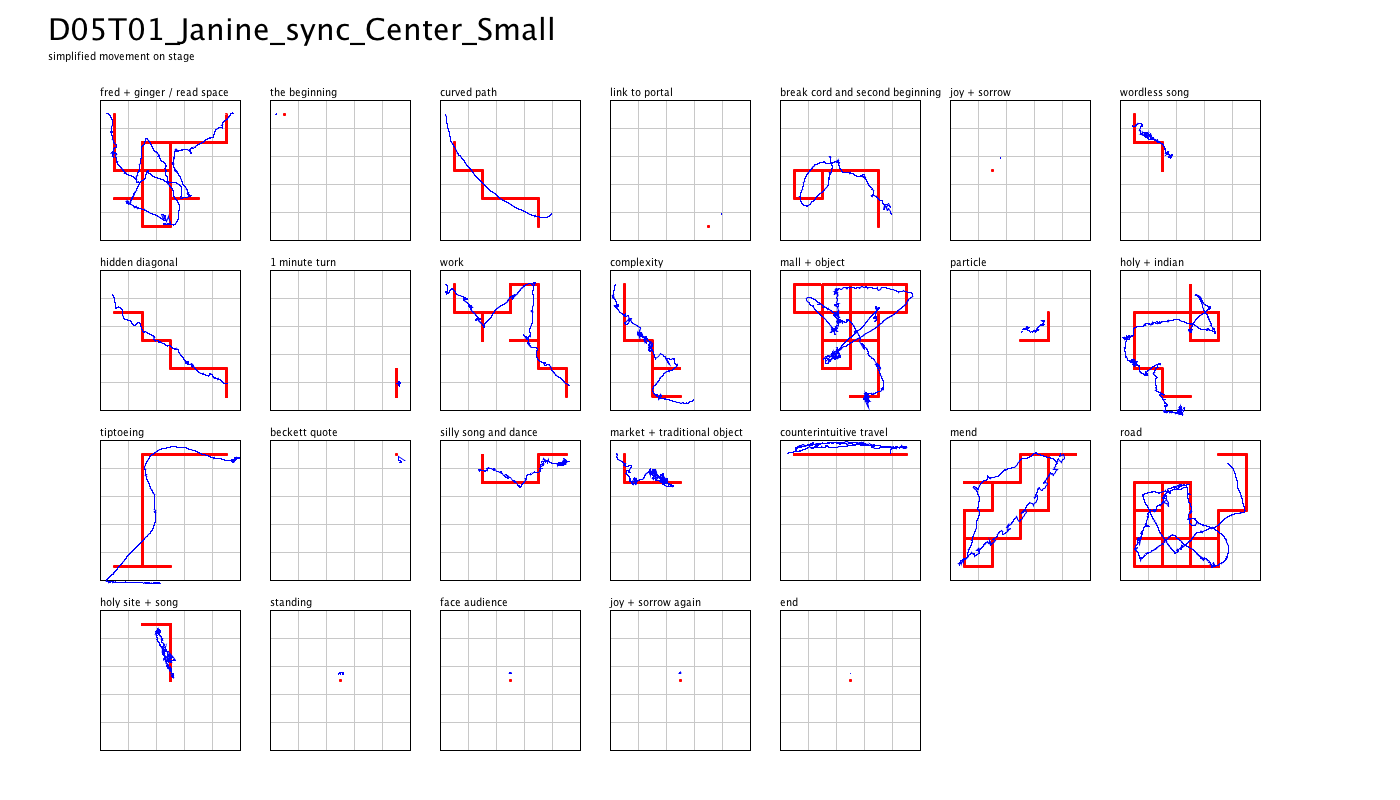 D05T01_Janine_sync_Center_Small
simplified movement on stage
fred + ginger / read space
the beginning
curved path
link to portal
break cord and second beginning
joy + sorrow
wordless song
hidden diagonal
1 minute turn
work
complexity
mall + object
particle
holy + indian
tiptoeing
beckett quote
silly song and dance
market + traditional object
counterintuitive travel
mend
road
holy site + song
standing
face audience
joy + sorrow again
end